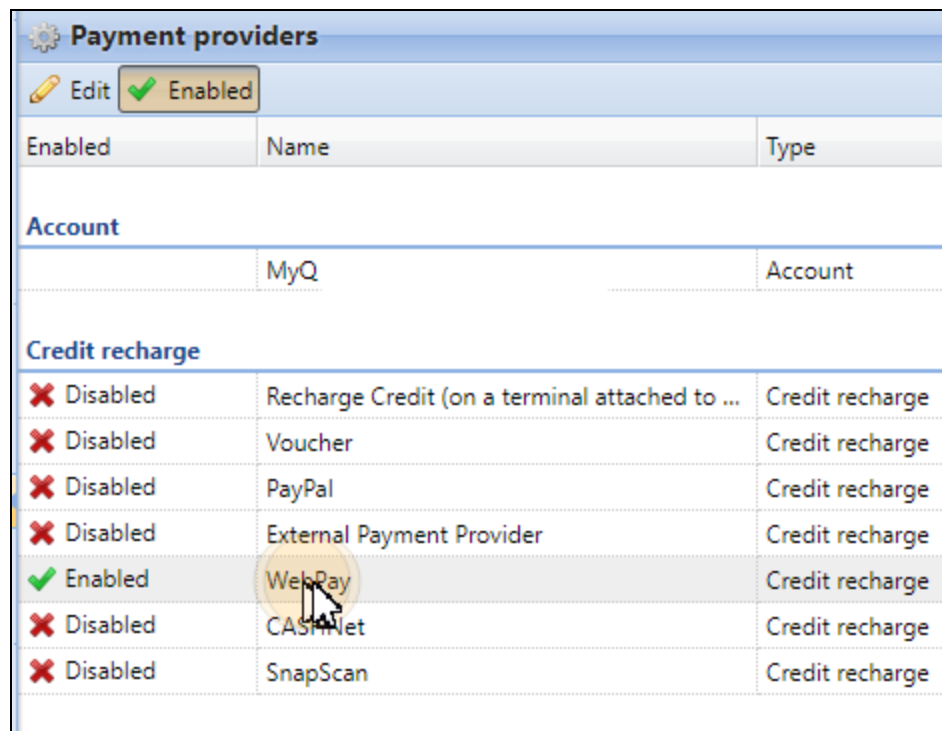 Payment providers
Edit Enabled
Enabled Name Type
Account
MyQ Account
Credit recharge
Disabled Recharge Credit (on a terminal attached to ... Credit recharge
Disabled Voucher Credit recharge
Disabled PayPal Credit recharge
Disabled External Payment Provider Credit recharge
Enabled WebPay Credit recharge
Disabled CASHNet Credit recharge
Disabled SnapScan Credit recharge